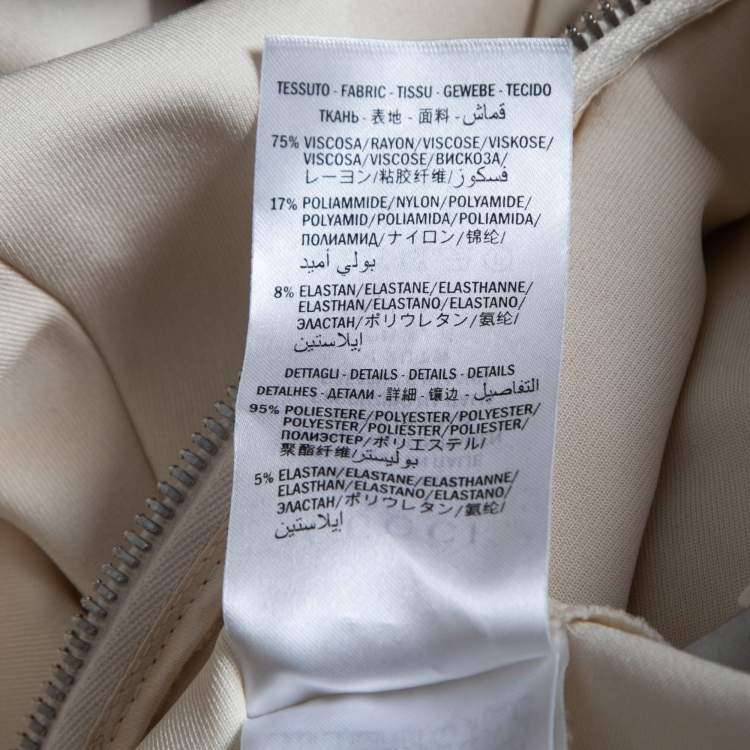 TESSUTO - FABRIC - TISSU - GEWEBE - TECIDO
ТКАНЬ - 表地 - 面料 - قماش
75% VISCOSA/RAYON/VISCOSE/VISKOSE/
VISCOSA/VISCOSE/ВИСКОЗА/
レーヨン/粘胶纤维/فسكوز
17% POLIAMMIDE/NYLON/POLYAMIDE/
POLYAMID/POLIAMIDA/POLIAMIDA/
ПОЛИАМИД/ナイロン/锦纶/
بولي أميد
8% ELASTAN/ELASTANE/ELASTHANNE/
ELASTHAN/ELASTANO/ELASTANO/
ЭЛАСТАН/ポリウレタン/氨纶/
إيلاستين
DETTAGLI - DETAILS - DETAILS - DETAILS
DETALHES - ДЕТАЛИ - 詳細 - 镶边 - التفاصيل
95% POLIESTERE/POLYESTER/POLYESTER/
POLYESTER/POLIESTER/POLIESTER/
ПОЛИЭСТЕР/ポリエステル/
聚酯纤维/بوليستر
5% ELASTAN/ELASTANE/ELASTHANNE/
ELASTHAN/ELASTANO/ELASTANO/
ЭЛАСТАН/ポリウレタン/氨纶/
إيلاستين